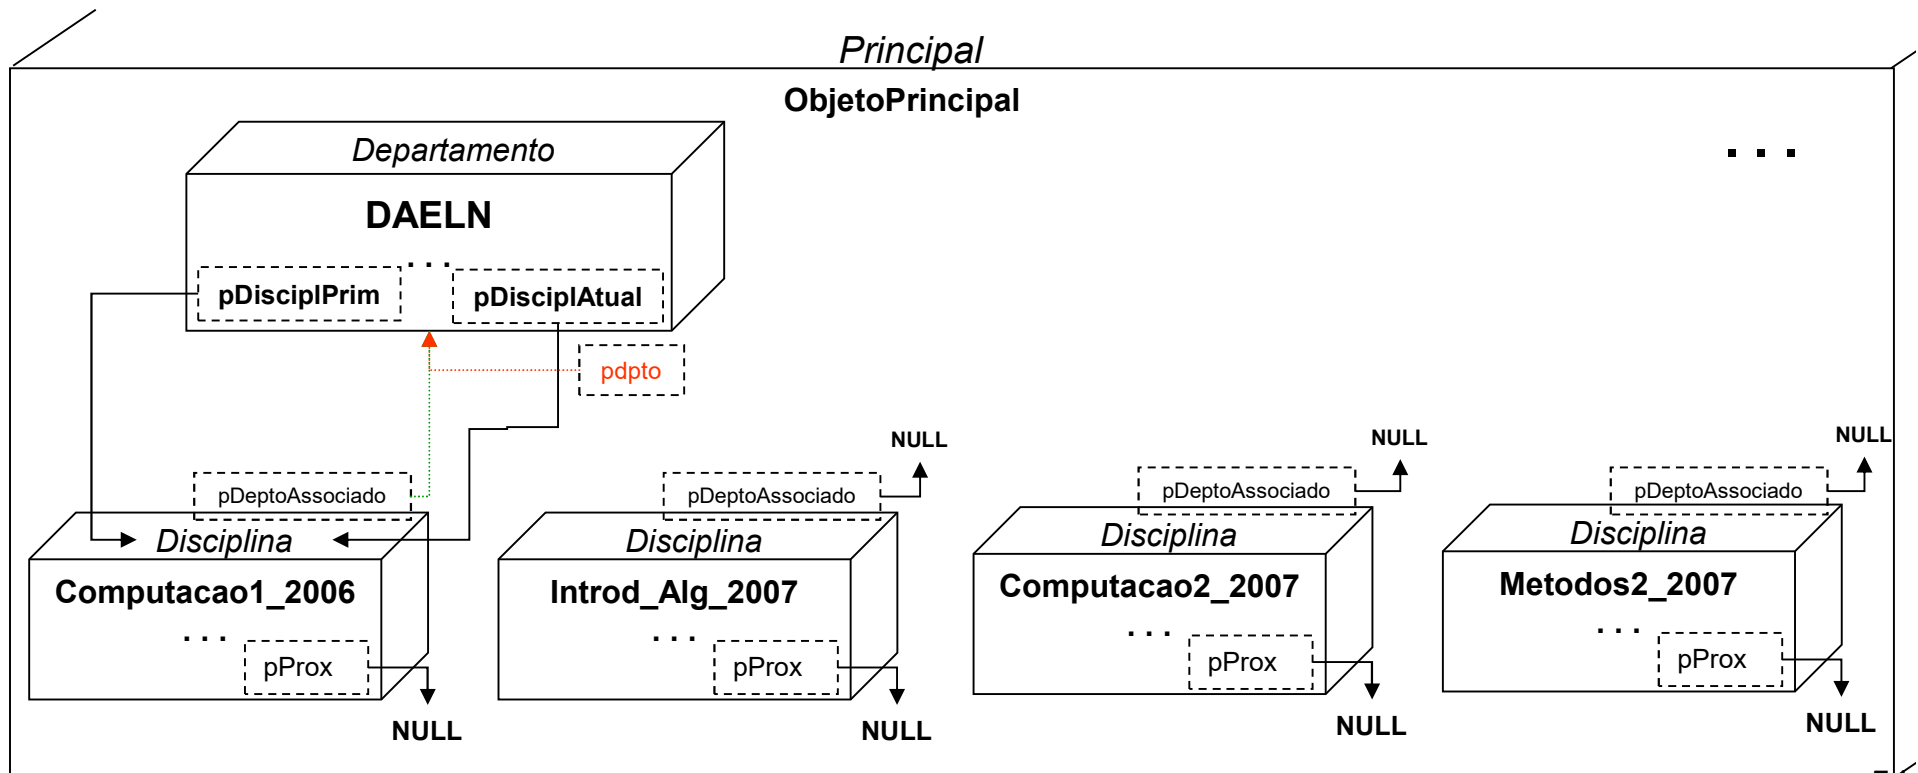 Principal
ObjetoPrincipal
Departamento
. . .
DAELN
. . .
pDisciplPrim
pDisciplAtual
pdpto
NULL
NULL
NULL
pDeptoAssociado
pDeptoAssociado
pDeptoAssociado
pDeptoAssociado
Disciplina
Disciplina
Disciplina
Disciplina
Computacao1_2006
Introd_Alg_2007
Computacao2_2007
Metodos2_2007
. . .
. . .
. . .
. . .
pProx
pProx
pProx
pProx
NULL
NULL
NULL
NULL